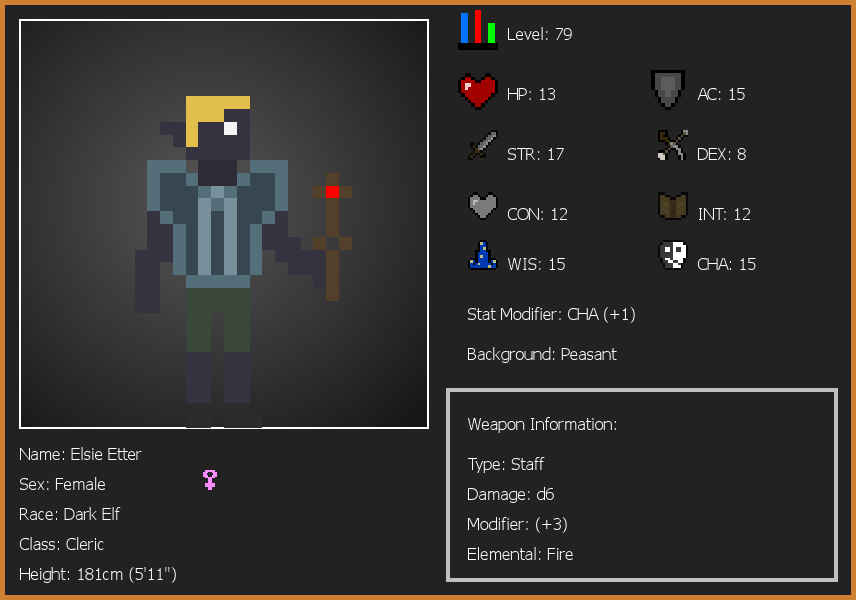 Level: 79
HP: 13
AC: 15
STR: 17
DEX: 8
CON: 12
INT: 12
WIS: 15
CHA: 15
Stat Modifier: CHA (+1)
Background: Peasant
Weapon Information:
Type: Staff
Damage: d6
Modifier: (+3)
Elemental: Fire
Name: Elsie Etter
Sex: Female
Race: Dark Elf
Class: Cleric
Height: 181cm (5'11")